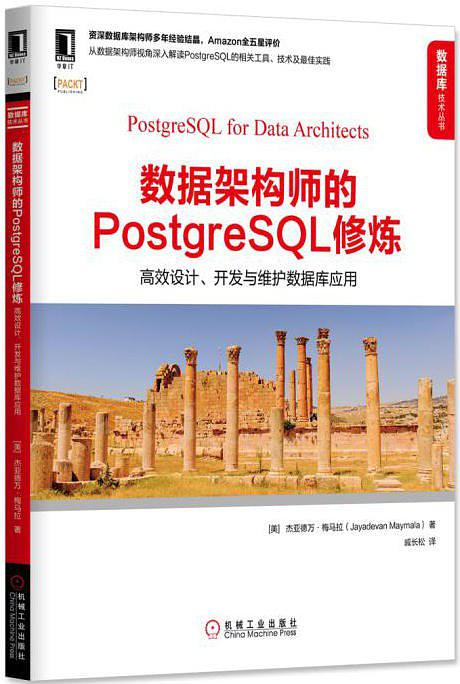 资深数据库架构师多年经验结晶，Amazon全五星评价
从数据架构师视角深入解读PostgreSQL的相关工具、技术及最佳实践
华章IT
[PACKT]
PUBLISHING
数据库
技术丛书
PostgreSQL for Data Architects
数据架构师的
PostgreSQL修炼
高效设计、开发与维护数据库应用
[美] 杰亚德万·梅马拉（Jayadevan Maymala）著
戚长松 译
机械工业出版社
China Machine Press
华章IT
[PACKT]
PUBLISHING
数据库
技术丛书
数据架构师的PostgreSQL修炼
高效设计、开发与维护数据库应用
[美] 杰亚德万·梅马拉 著
机械工业出版社
China Machine Press